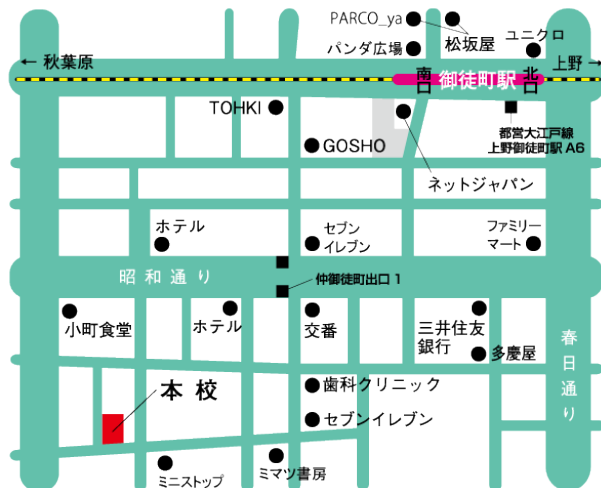 PARCO_ya
松坂屋
ユニクロ
パンダ広場
← 秋葉原
上野 →
南口
御徒町駅
北口
TOHKI
都営大江戸線
上野御徒町駅 A6
GOSHO
ネットジャパン
ホテル
セブン
イレブン
ファミリー
マート
昭和通り
仲御徒町出口 1
小町食堂
ホテル
交番
三井住友
銀行
多慶屋
春日通り
本校
歯科クリニック
セブンイレブン
ミニストップ
ミマツ書房